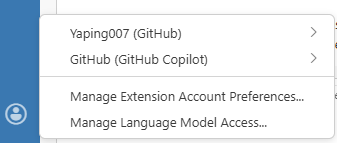 Yaping007 (GitHub)
GitHub (GitHub Copilot)
Manage Extension Account Preferences...
Manage Language Model Access...